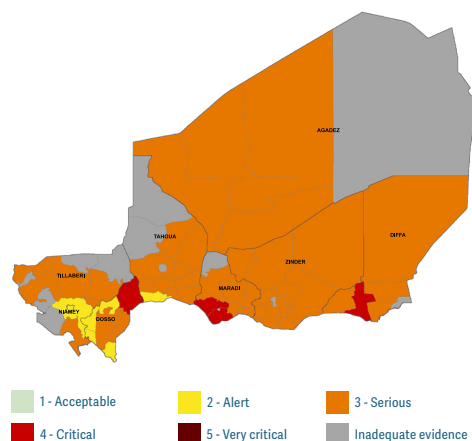 AGADEZ
TAHOUA
DIFFA
ZINDER
TILLABERI
MARADI
NIAMEY
DOSSO
1 - Acceptable
2 - Alert
3 - Serious
4 - Critical
5 - Very critical
Inadequate evidence